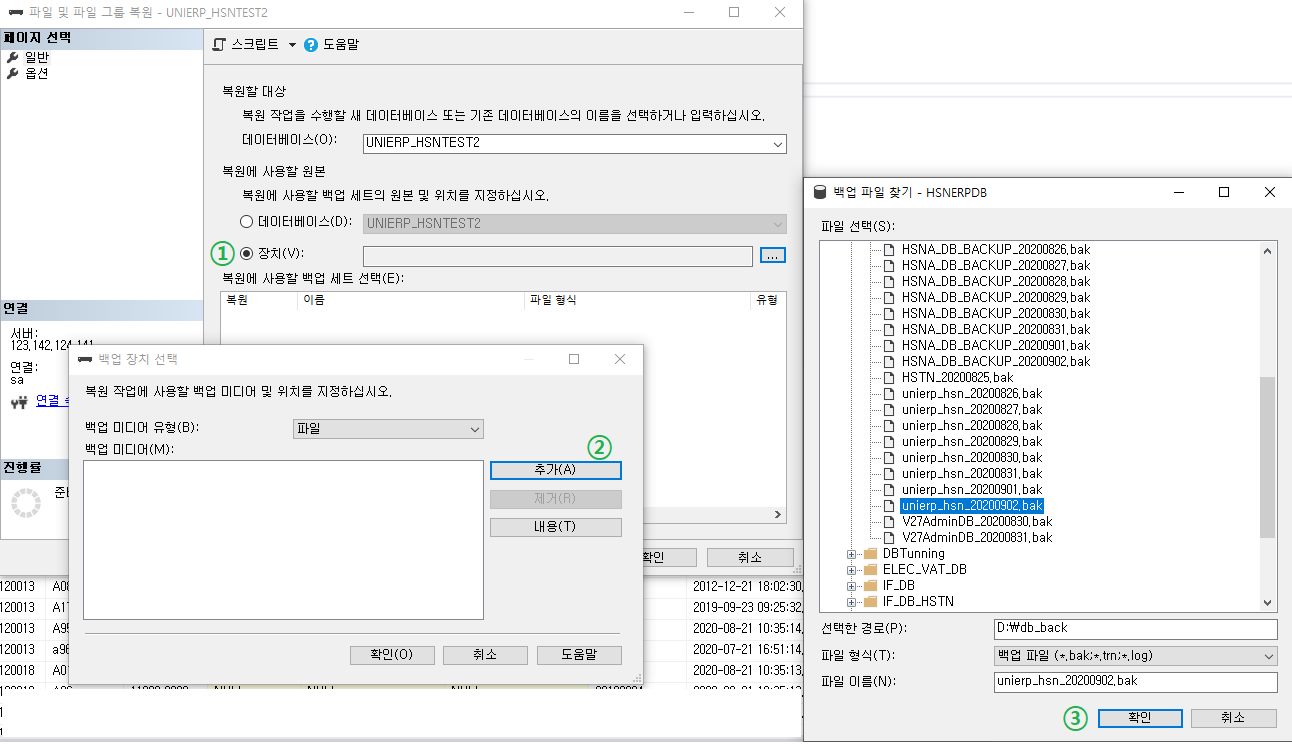 파일 및 파일 그룹 복원 - UNIERP_HSNTEST2
페이지 선택
일반
옵션
스크립트
도움말
복원할 대상
복원 작업을 수행할 새 데이터베이스 또는 기존 데이터베이스의 이름을 선택하거나 입력하십시오.
데이터베이스(O):
UNIERP_HSNTEST2
복원에 사용할 원본
복원에 사용할 백업 세트의 원본 및 위치를 지정하십시오.
데이터베이스(D):
UNIERP_HSNTEST2
① 장치(V):
...
복원에 사용할 백업 세트 선택(E):
복원 이름 파일 형식 유형
연결
서버:
123.142.124.141
연결:
sa
연결
진행률
확인
취소
백업 장치 선택
복원 작업에 사용할 백업 미디어 및 위치를 지정하십시오.
백업 미디어 유형(B):
파일
백업 미디어(M):
②
추가(A)
제거(R)
내용(T)
확인(O)
취소
도움말
120013 2012-12-21 18:02:30.
120013 2019-09-23 09:25:32.
120013 2020-08-21 10:35:14.
120013 2020-07-21 16:51:14.
120018 2020-08-21 10:35:13.
백업 파일 찾기 - HSNERPDB
파일 선택(S):
HSNA_DB_BACKUP_20200826.bak
HSNA_DB_BACKUP_20200827.bak
HSNA_DB_BACKUP_20200828.bak
HSNA_DB_BACKUP_20200829.bak
HSNA_DB_BACKUP_20200830.bak
HSNA_DB_BACKUP_20200831.bak
HSNA_DB_BACKUP_20200901.bak
HSNA_DB_BACKUP_20200902.bak
HSTN_20200825.bak
unierp_hsn_20200826.bak
unierp_hsn_20200827.bak
unierp_hsn_20200828.bak
unierp_hsn_20200829.bak
unierp_hsn_20200830.bak
unierp_hsn_20200831.bak
unierp_hsn_20200901.bak
unierp_hsn_20200902.bak
V27AdminDB_20200830.bak
V27AdminDB_20200831.bak
DBTunning
ELEC_VAT_DB
IF_DB
IF_DB_HSTN
선택한 경로(P):
D:₩db_back
파일 형식(T):
백업 파일 (*.bak;*.trn;*.log)
파일 이름(N):
unierp_hsn_20200902.bak
③ 확인
취소